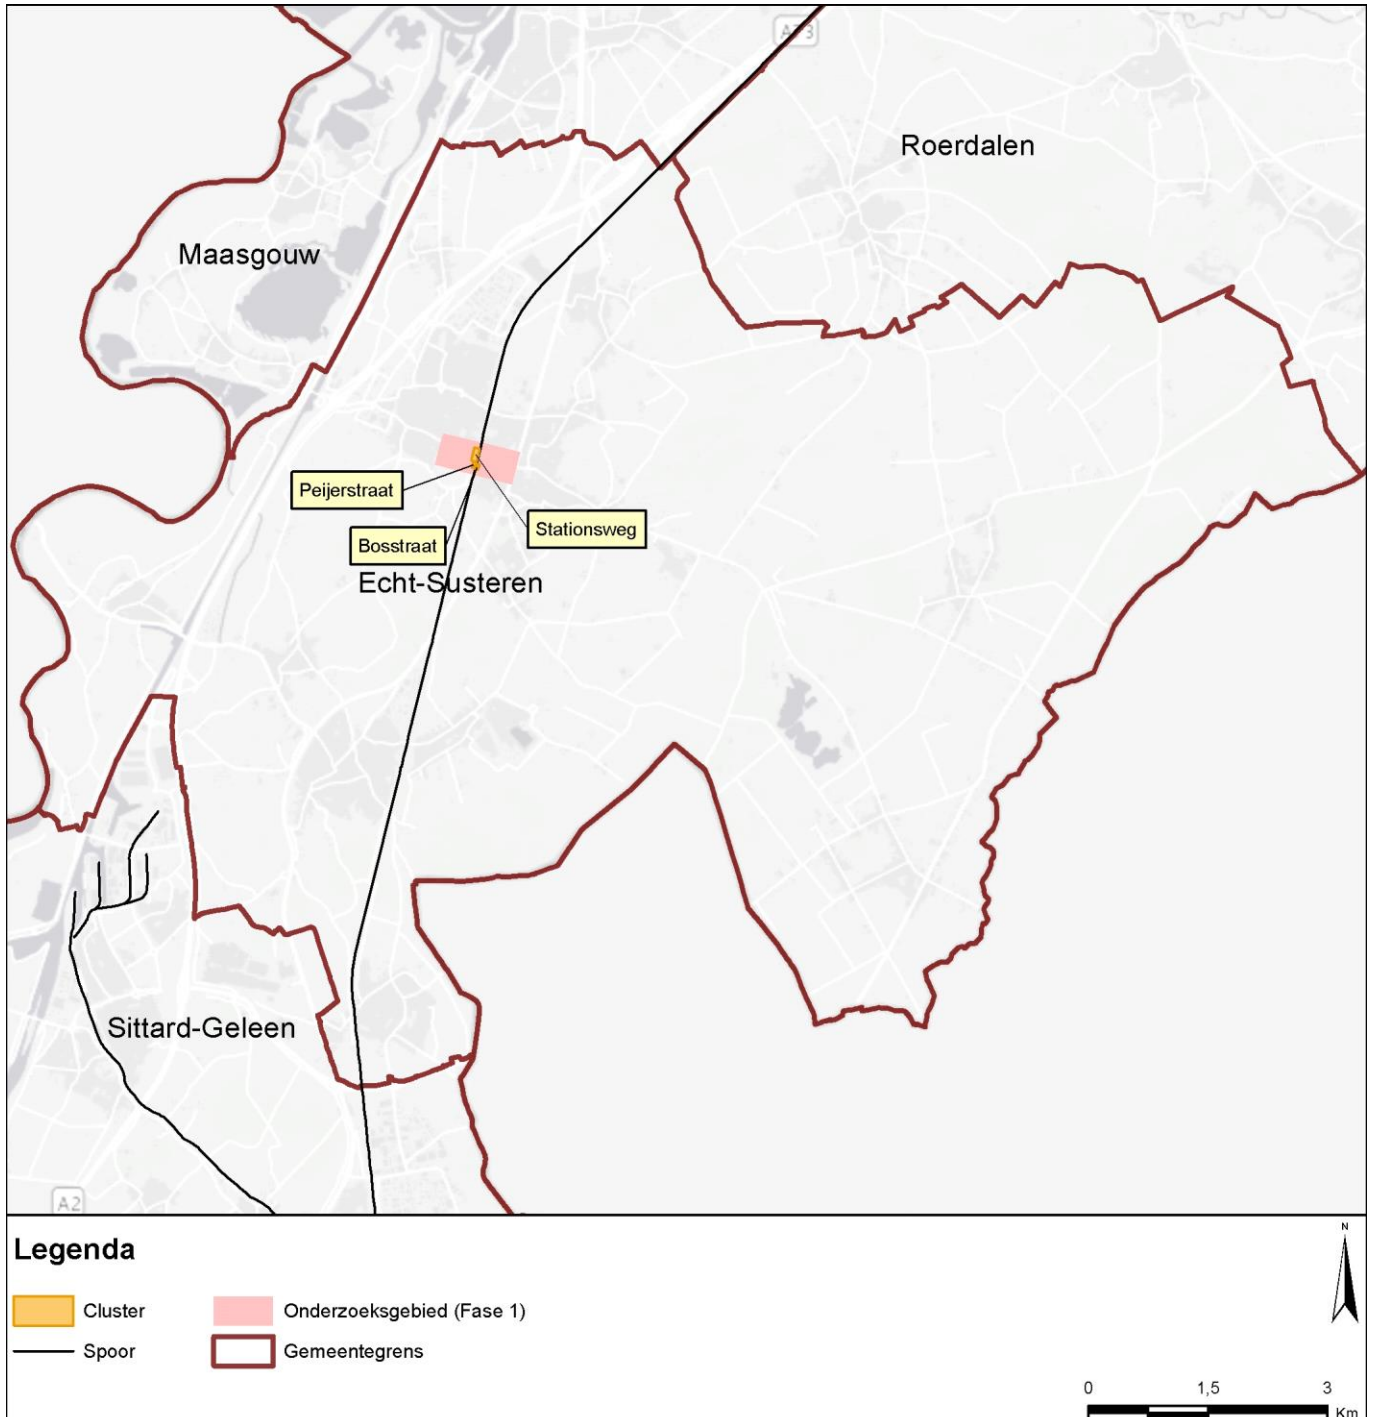 Roerdalen
Maasgouw
Peijerstraat
Stationsweg
Bosstraat
Echt-Susteren
Sittard-Geleen
A2
Legenda
Cluster
Onderzoeksgebied (Fase 1)
Spoor
Gemeentegrens
N
0 1,5 3
Km